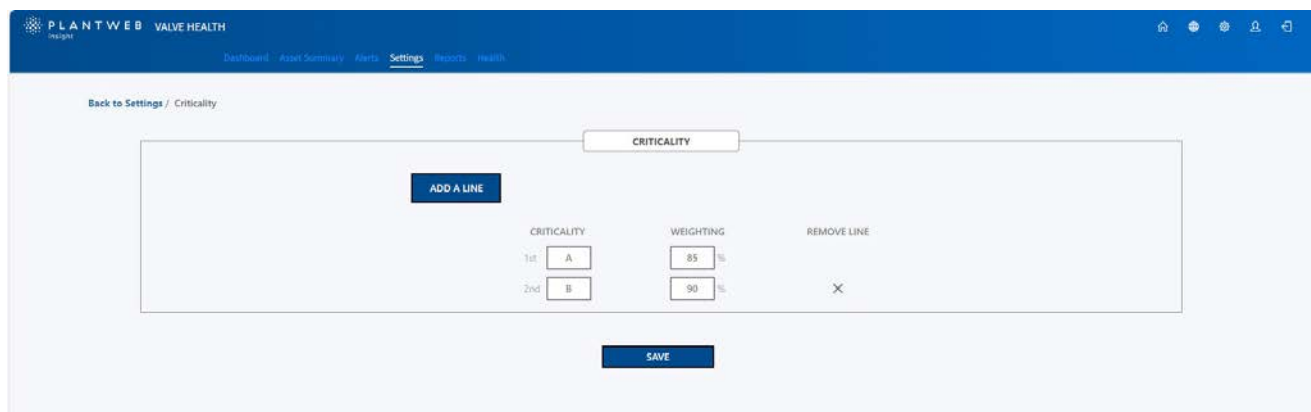 PLANTWEB VALVE HEALTH
Insight
Dashboard Asset Summary Alerts Settings Reports Health
Back to Settings / Criticality
CRITICALITY
ADD A LINE
CRITICALITY WEIGHTING REMOVE LINE
1st A 85 %
2nd B 90 %
SAVE